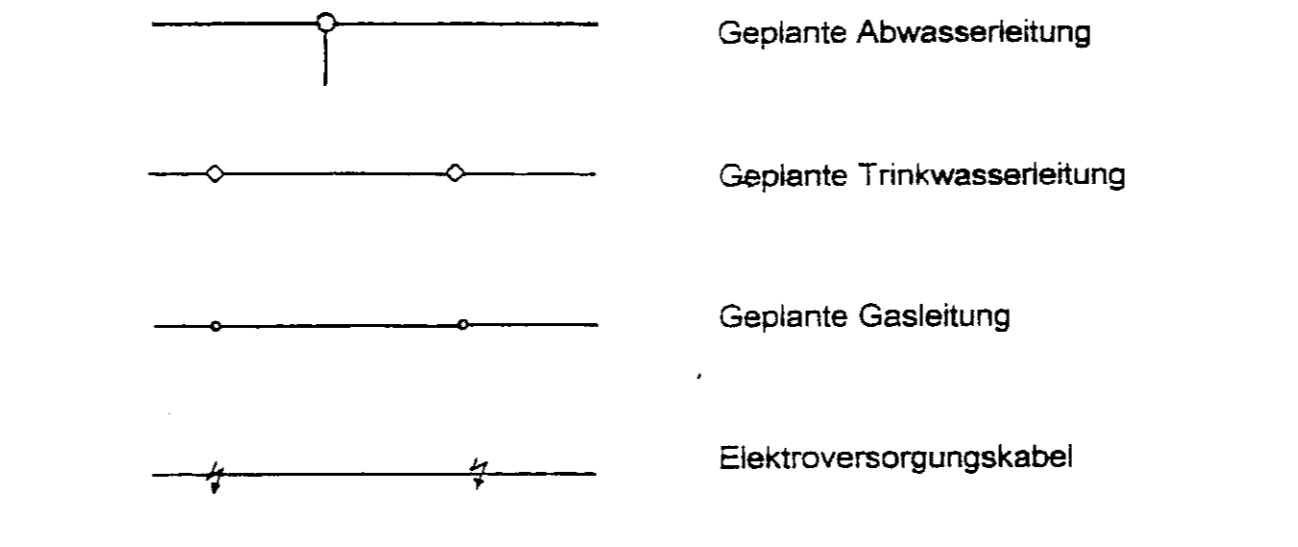 Geplante Abwasserleitung
Geplante Trinkwasserleitung
Geplante Gasleitung
Elektroversorgungskabel